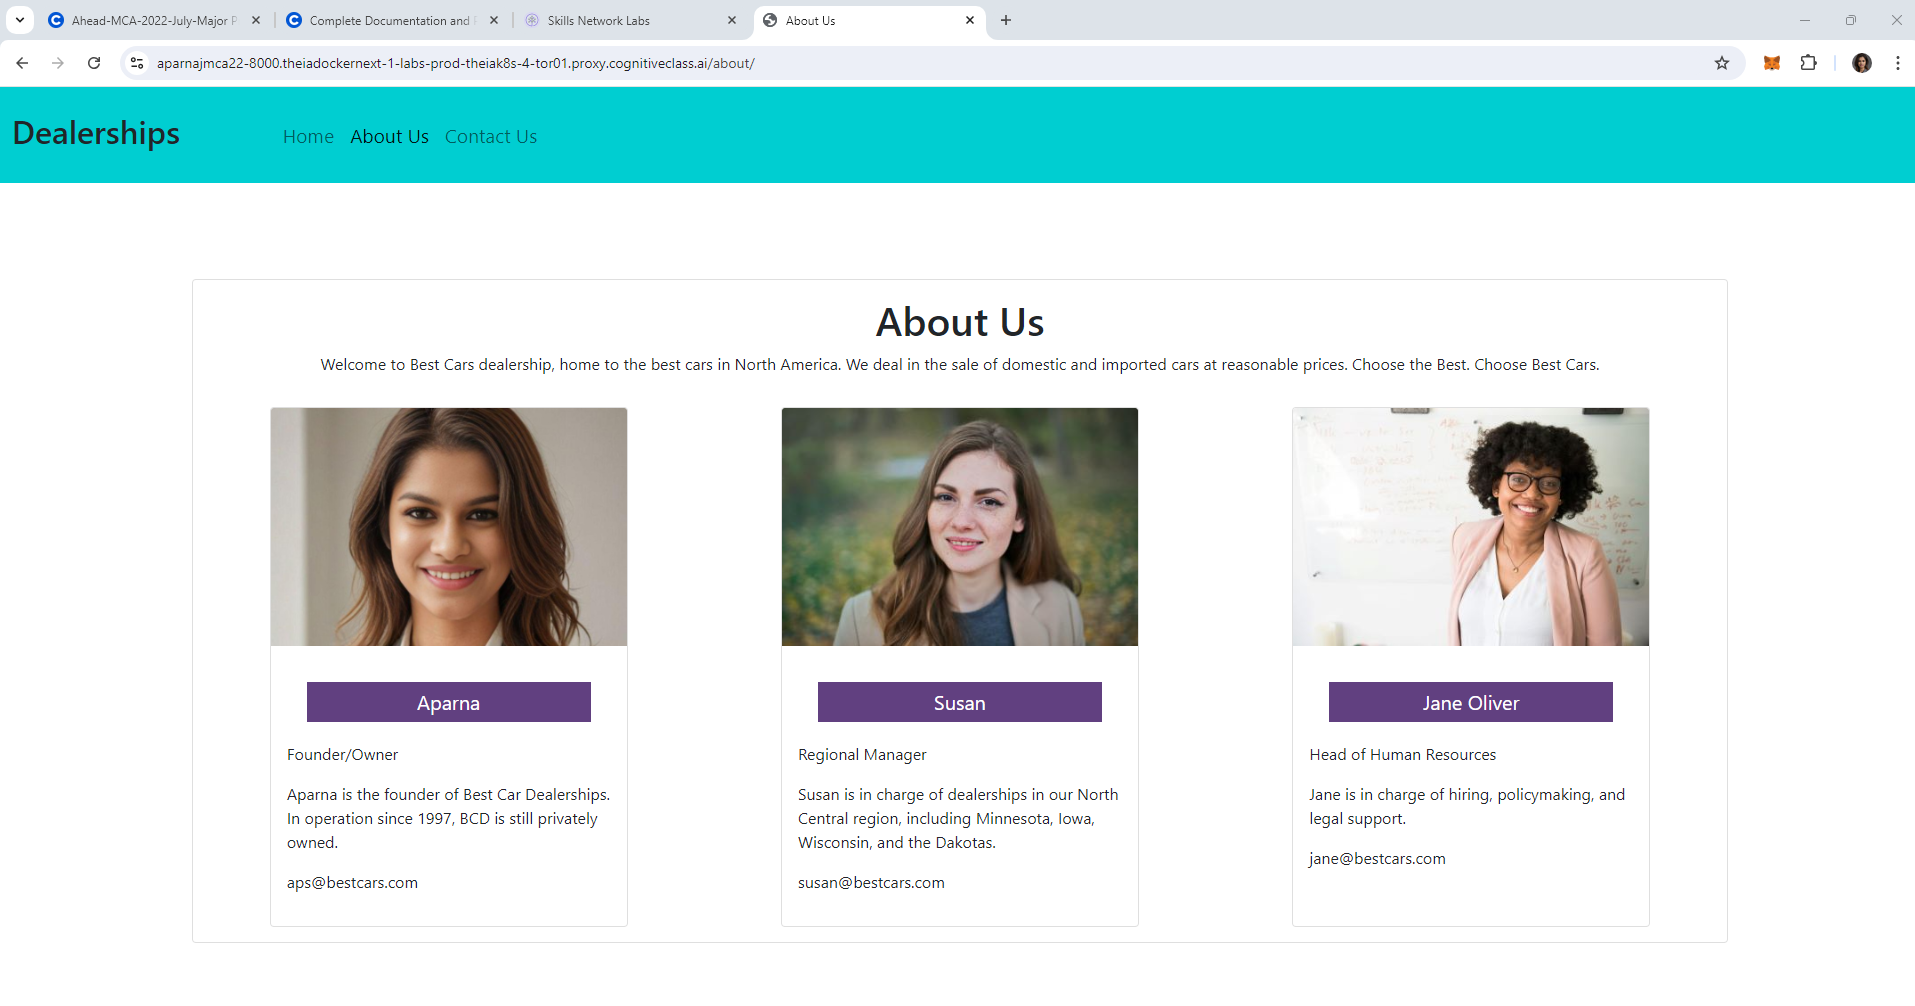 Ahead-MCA-2022-July-Major P
Complete Documentation and
Skills Network Labs
About Us
aparnajmca22-8000.theiadockernext-1-labs-prod-theiak8s-4-tor01.proxy.cognitiveclass.ai/about/
Dealerships
Home About Us Contact Us
About Us
Welcome to Best Cars dealership, home to the best cars in North America. We deal in the sale of domestic and imported cars at reasonable prices. Choose the Best. Choose Best Cars.
Aparna
Founder/Owner
Aparna is the founder of Best Car Dealerships.
In operation since 1997, BCD is still privately
owned.
aps@bestcars.com
Susan
Regional Manager
Susan is in charge of dealerships in our North
Central region, including Minnesota, Iowa,
Wisconsin, and the Dakotas.
susan@bestcars.com
Jane Oliver
Head of Human Resources
Jane is in charge of hiring, policymaking, and
legal support.
jane@bestcars.com